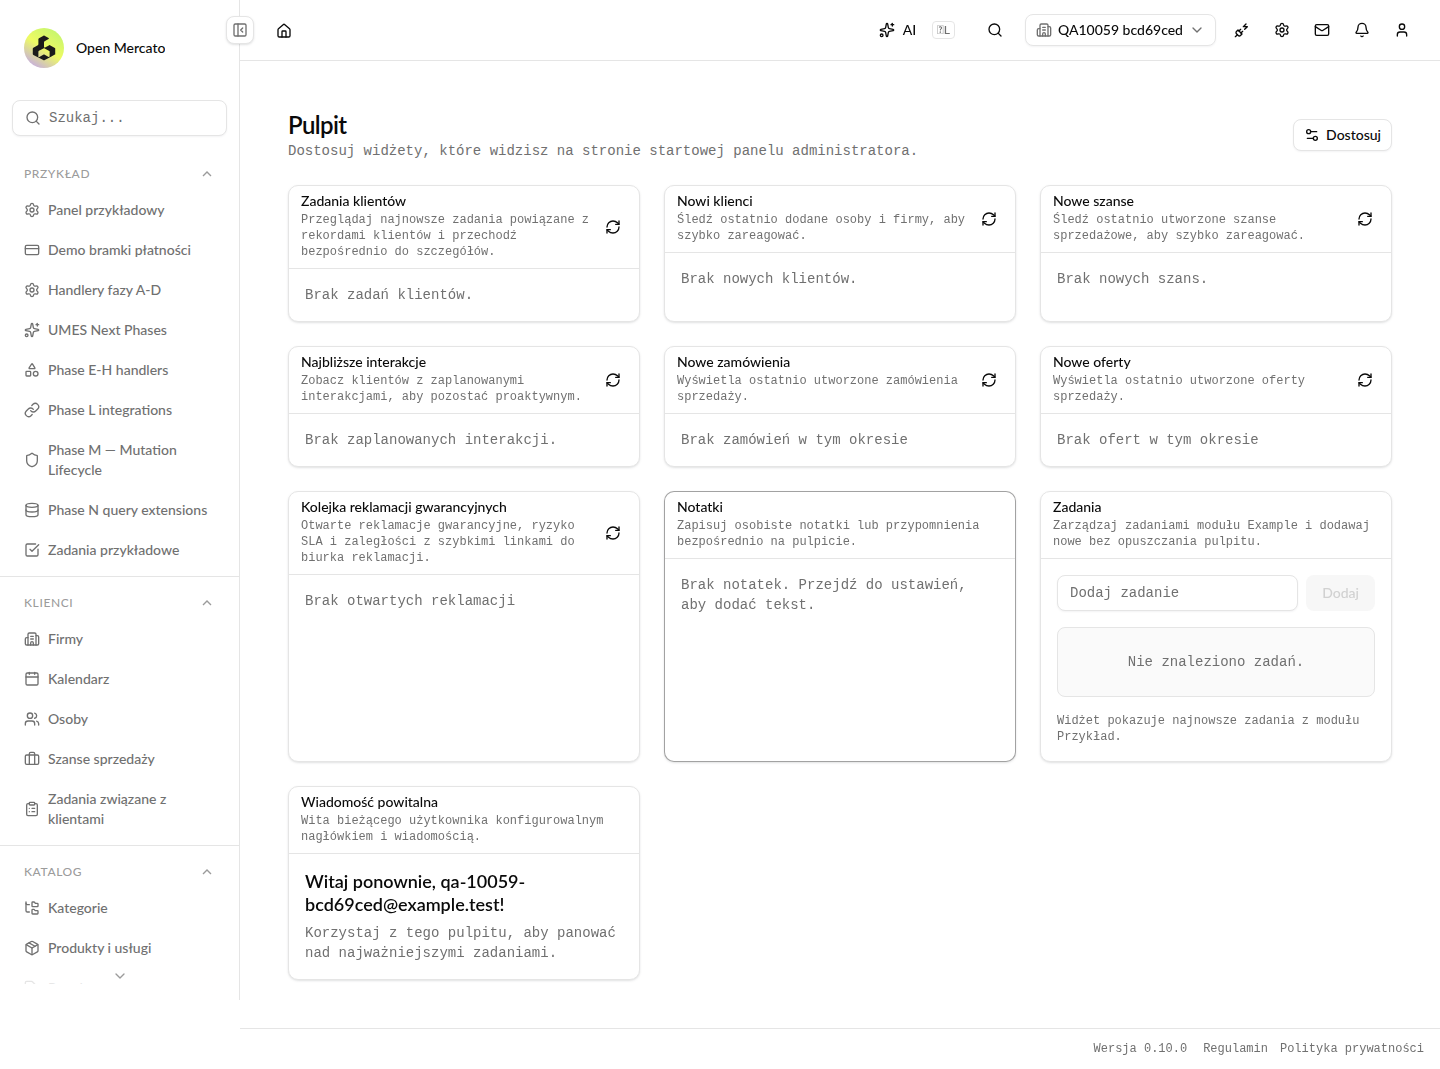 Open Mercato
AI
L
QA10059 bcd69ced
Szukaj...
PRZYKŁAD
Panel przykładowy
Demo bramki płatności
Handlery fazy A-D
UMES Next Phases
Phase E-H handlers
Phase L integrations
Phase M — Mutation
Lifecycle
Phase N query extensions
Zadania przykładowe
KLIENCI
Firmy
Kalendarz
Osoby
Szanse sprzedaży
Zadania związane z
klientami
KATALOG
Kategorie
Produkty i usługi
Pulpit
Dostosuj widżety, które widzisz na stronie startowej panelu administratora.
Dostosuj
Zadania klientów
Przeglądaj najnowsze zadania powiązane z
rekordami klientów i przechodź
bezpośrednio do szczegółów.
Brak zadań klientów.
Nowi klienci
Śledź ostatnio dodane osoby i firmy, aby
szybko zareagować.
Brak nowych klientów.
Nowe szanse
Śledź ostatnio utworzone szanse
sprzedażowe, aby szybko zareagować.
Brak nowych szans.
Najbliższe interakcje
Zobacz klientów z zaplanowanymi
interakcjami, aby pozostać proaktywnym.
Brak zaplanowanych interakcji.
Nowe zamówienia
Wyświetla ostatnio utworzone zamówienia
sprzedaży.
Brak zamówień w tym okresie
Nowe oferty
Wyświetla ostatnio utworzone oferty
sprzedaży.
Brak ofert w tym okresie
Kolejka reklamacji gwarancyjnych
Otwarte reklamacje gwarancyjne, ryzyko
SLA i zaległości z szybkimi linkami do
biurka reklamacji.
Brak otwartych reklamacji
Notatki
Zapisuj osobiste notatki lub przypomnienia
bezpośrednio na pulpicie.
Brak notatek. Przejdź do ustawień,
aby dodać tekst.
Zadania
Zarządzaj zadaniami modułu Example i dodawaj
nowe bez opuszczania pulpitu.
Dodaj zadanie
Dodaj
Nie znaleziono zadań.
Widżet pokazuje najnowsze zadania z modułu
Przykład.
Wiadomość powitalna
Wita bieżącego użytkownika konfigurowalnym
nagłówkiem i wiadomością.
Witaj ponownie, qa-10059-
bcd69ced@example.test!
Korzystaj z tego pulpitu, aby panować
nad najważniejszymi zadaniami.
Wersja 0.10.0
Regulamin
Polityka prywatności